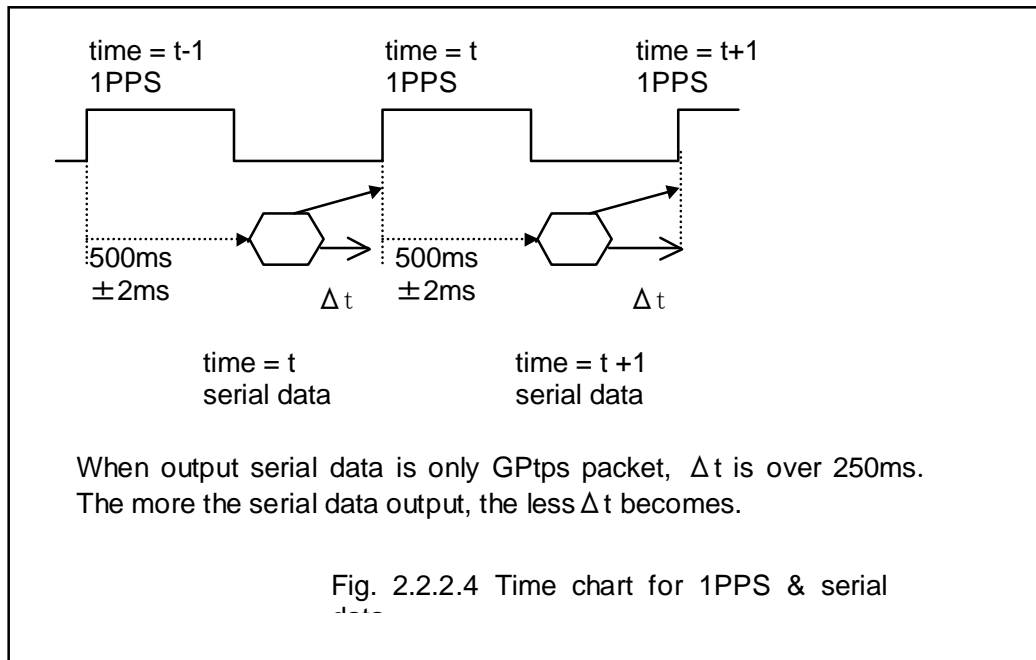 time = t-1
1PPS
time = t
1PPS
time = t+1
1PPS
500ms
±2ms
Δt
500ms
±2ms
Δt
time = t
serial data
time = t +1
serial data
When output serial data is only GPtps packet, Δt is over 250ms.
The more the serial data output, the less Δt becomes.
Fig. 2.2.2.4 Time chart for 1PPS & serial